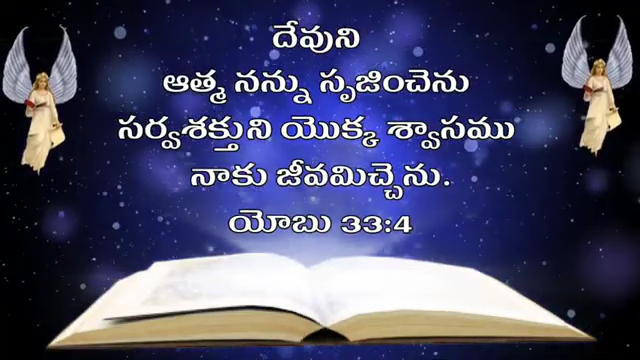 దేవుని
ఆత్మ నన్ను సృజించెను
సర్వశక్తుని యొక్క శ్వాసము
నాకు జీవమిచ్చెను.
యోబు 33:4